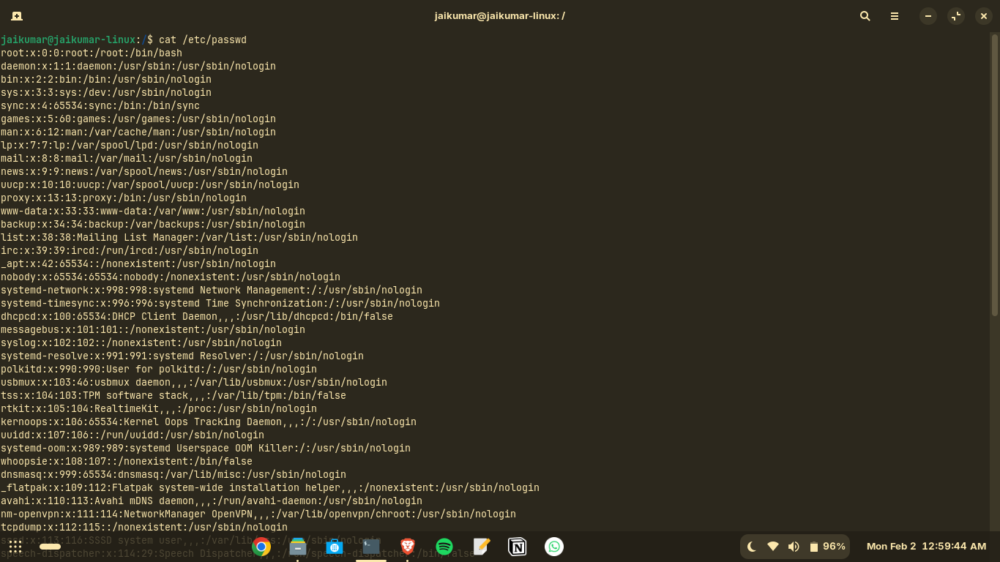 jaikumar@jaikumar-linux: /
jaikumar@jaikumar-linux:/$ cat /etc/passwd
root:x:0:0:root:/root:/bin/bash
daemon:x:1:1:daemon:/usr/sbin:/usr/sbin/nologin
bin:x:2:2:bin:/bin:/usr/sbin/nologin
sys:x:3:3:sys:/dev:/usr/sbin/nologin
sync:x:4:65534:sync:/bin:/bin/sync
games:x:5:60:games:/usr/games:/usr/sbin/nologin
man:x:6:12:man:/var/cache/man:/usr/sbin/nologin
lp:x:7:7:lp:/var/spool/lpd:/usr/sbin/nologin
mail:x:8:8:mail:/var/mail:/usr/sbin/nologin
news:x:9:9:news:/var/spool/news:/usr/sbin/nologin
uucp:x:10:10:uucp:/var/spool/uucp:/usr/sbin/nologin
proxy:x:13:13:proxy:/bin:/usr/sbin/nologin
www-data:x:33:33:www-data:/var/www:/usr/sbin/nologin
backup:x:34:34:backup:/var/backups:/usr/sbin/nologin
list:x:38:38:Mailing List Manager:/var/list:/usr/sbin/nologin
irc:x:39:39:ircd:/run/ircd:/usr/sbin/nologin
_apt:x:42:65534::/nonexistent:/usr/sbin/nologin
nobody:x:65534:65534:nobody:/nonexistent:/usr/sbin/nologin
systemd-network:x:998:998:systemd Network Management:/:/usr/sbin/nologin
systemd-timesync:x:996:996:systemd Time Synchronization:/:/usr/sbin/nologin
dhcpcd:x:100:65534:DHCP Client Daemon,,,:/usr/lib/dhcpcd:/bin/false
messagebus:x:101:101::/nonexistent:/usr/sbin/nologin
syslog:x:102:102::/nonexistent:/usr/sbin/nologin
systemd-resolve:x:991:991:systemd Resolver:/:/usr/sbin/nologin
polkitd:x:990:990:User for polkitd:/:/usr/sbin/nologin
usbmux:x:103:46:usbmux daemon,,,:/var/lib/usbmux:/usr/sbin/nologin
tss:x:104:103:TPM software stack,,,:/var/lib/tpm:/bin/false
rtkit:x:105:104:RealtimeKit,,,:/proc:/usr/sbin/nologin
kernoops:x:106:65534:Kernel Oops Tracking Daemon,,,:/:/usr/sbin/nologin
uuidd:x:107:106::/run/uuidd:/usr/sbin/nologin
systemd-oom:x:989:989:systemd Userspace OOM Killer:/:/usr/sbin/nologin
whoopsie:x:108:107::/nonexistent:/bin/false
dnsmasq:x:999:65534:dnsmasq:/var/lib/misc:/usr/sbin/nologin
_flatpak:x:109:112:Flatpak system-wide installation helper,,,:/nonexistent:/usr/sbin/nologin
avahi:x:110:113:Avahi mDNS daemon,,,:/run/avahi-daemon:/usr/sbin/nologin
nm-openvpn:x:111:114:NetworkManager OpenVPN,,,:/var/lib/openvpn/chroot:/usr/sbin/nologin
tcpdump:x:112:115::/nonexistent:/usr/sbin/nologin
sssd:x:113:116:SSSD system user,,,:/var/lib
speech-dispatcher:x:114:29:Speech Dispatcher,,,:/run/speech-dispatcher:/bin/false
96%
Mon Feb 2 12:59:44 AM